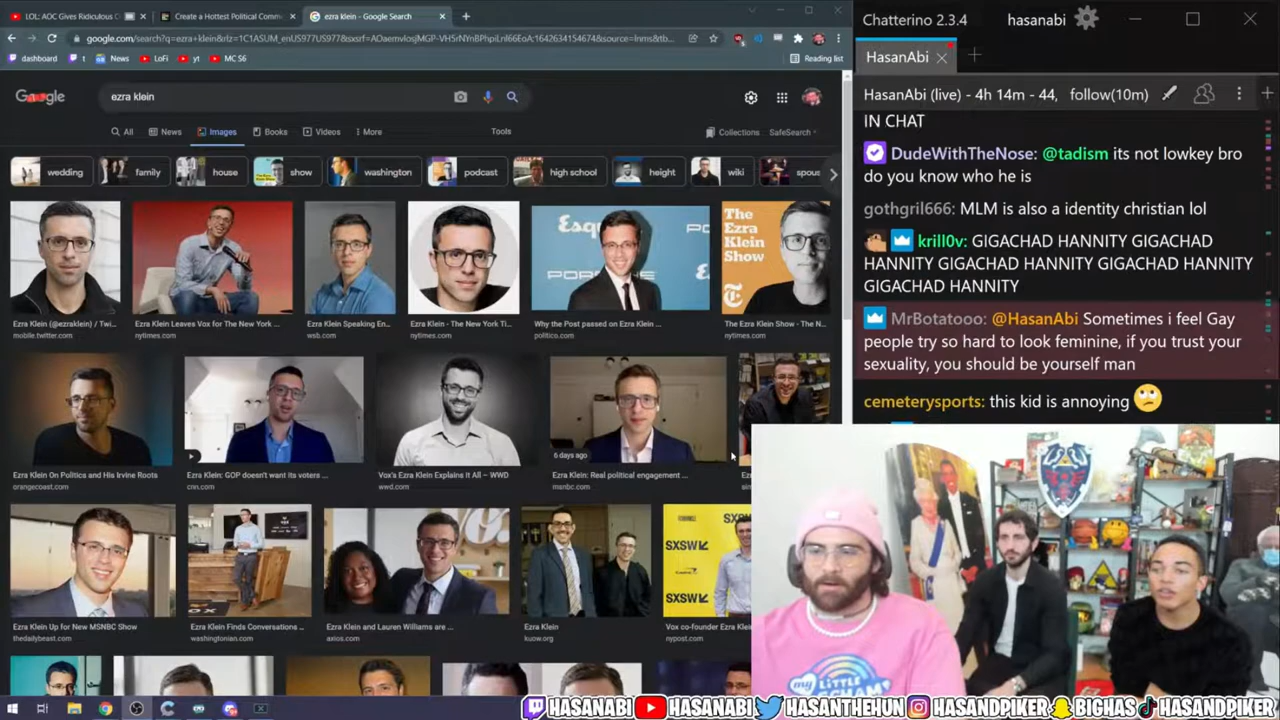 LOL: AOC Gives Ridiculous C
Create a Hottest Political Comm
ezra klein - Google Search
Chatterino 2.3.4
hasanabi
HasanAbi
dashboard
t
News
LoFi
yt
MC S6
Reading list
Google
ezra klein
All
News
Images
Books
Videos
More
Tools
Collections
SafeSearch
wedding
family
house
show
washington
podcast
high school
height
wiki
spous
HasanAbi (live) - 4h 14m - 44,
follow(10m)
IN CHAT
DudeWithTheNose: @tadism its not lowkey bro
do you know who he is
gothgril666: MLM is also a identity christian lol
krill0v: GIGACHAD HANNITY GIGACHAD
HANNITY GIGACHAD HANNITY GIGACHAD HANNITY
GIGACHAD HANNITY
MrBotatooo: @HasanAbi Sometimes i feel Gay
people try so hard to look feminine, if you trust your
sexuality, you should be yourself man
cemeterysports: this kid is annoying
Esqu
PORSCHE
The
Ezra
Klein
Show
Ezra Klein (@ezraklein) / Twi...
mobile.twitter.com
Ezra Klein Leaves Vox for The New York ...
nytimes.com
Ezra Klein Speaking En...
wsb.com
Ezra Klein - The New York Ti...
nytimes.com
Why the Post passed on Ezra Klein ...
politico.com
The Ezra Klein Show - The N...
nytimes.com
6 days ago
Ezra Klein On Politics and His Irvine Roots
orangecoast.com
Ezra Klein: GOP doesn't want its voters ...
cnn.com
Vox's Ezra Klein Explains It All – WWD
wwd.com
Ezra Klein: Real political engagement ...
msnbc.com
SXSW
SXSW
Ezra Klein Up for New MSNBC Show
thedailybeast.com
Ezra Klein Finds Conversations ...
washingtonian.com
Ezra Klein and Lauren Williams are ...
axios.com
Ezra Klein
kuow.org
Vox co-founder Ezra Klein
nypost.com
my
LITTLE
HASANABI
HASANABI
HASANTHEHUN
HASANDPIKER
BIGHAS
HASANDPIKER